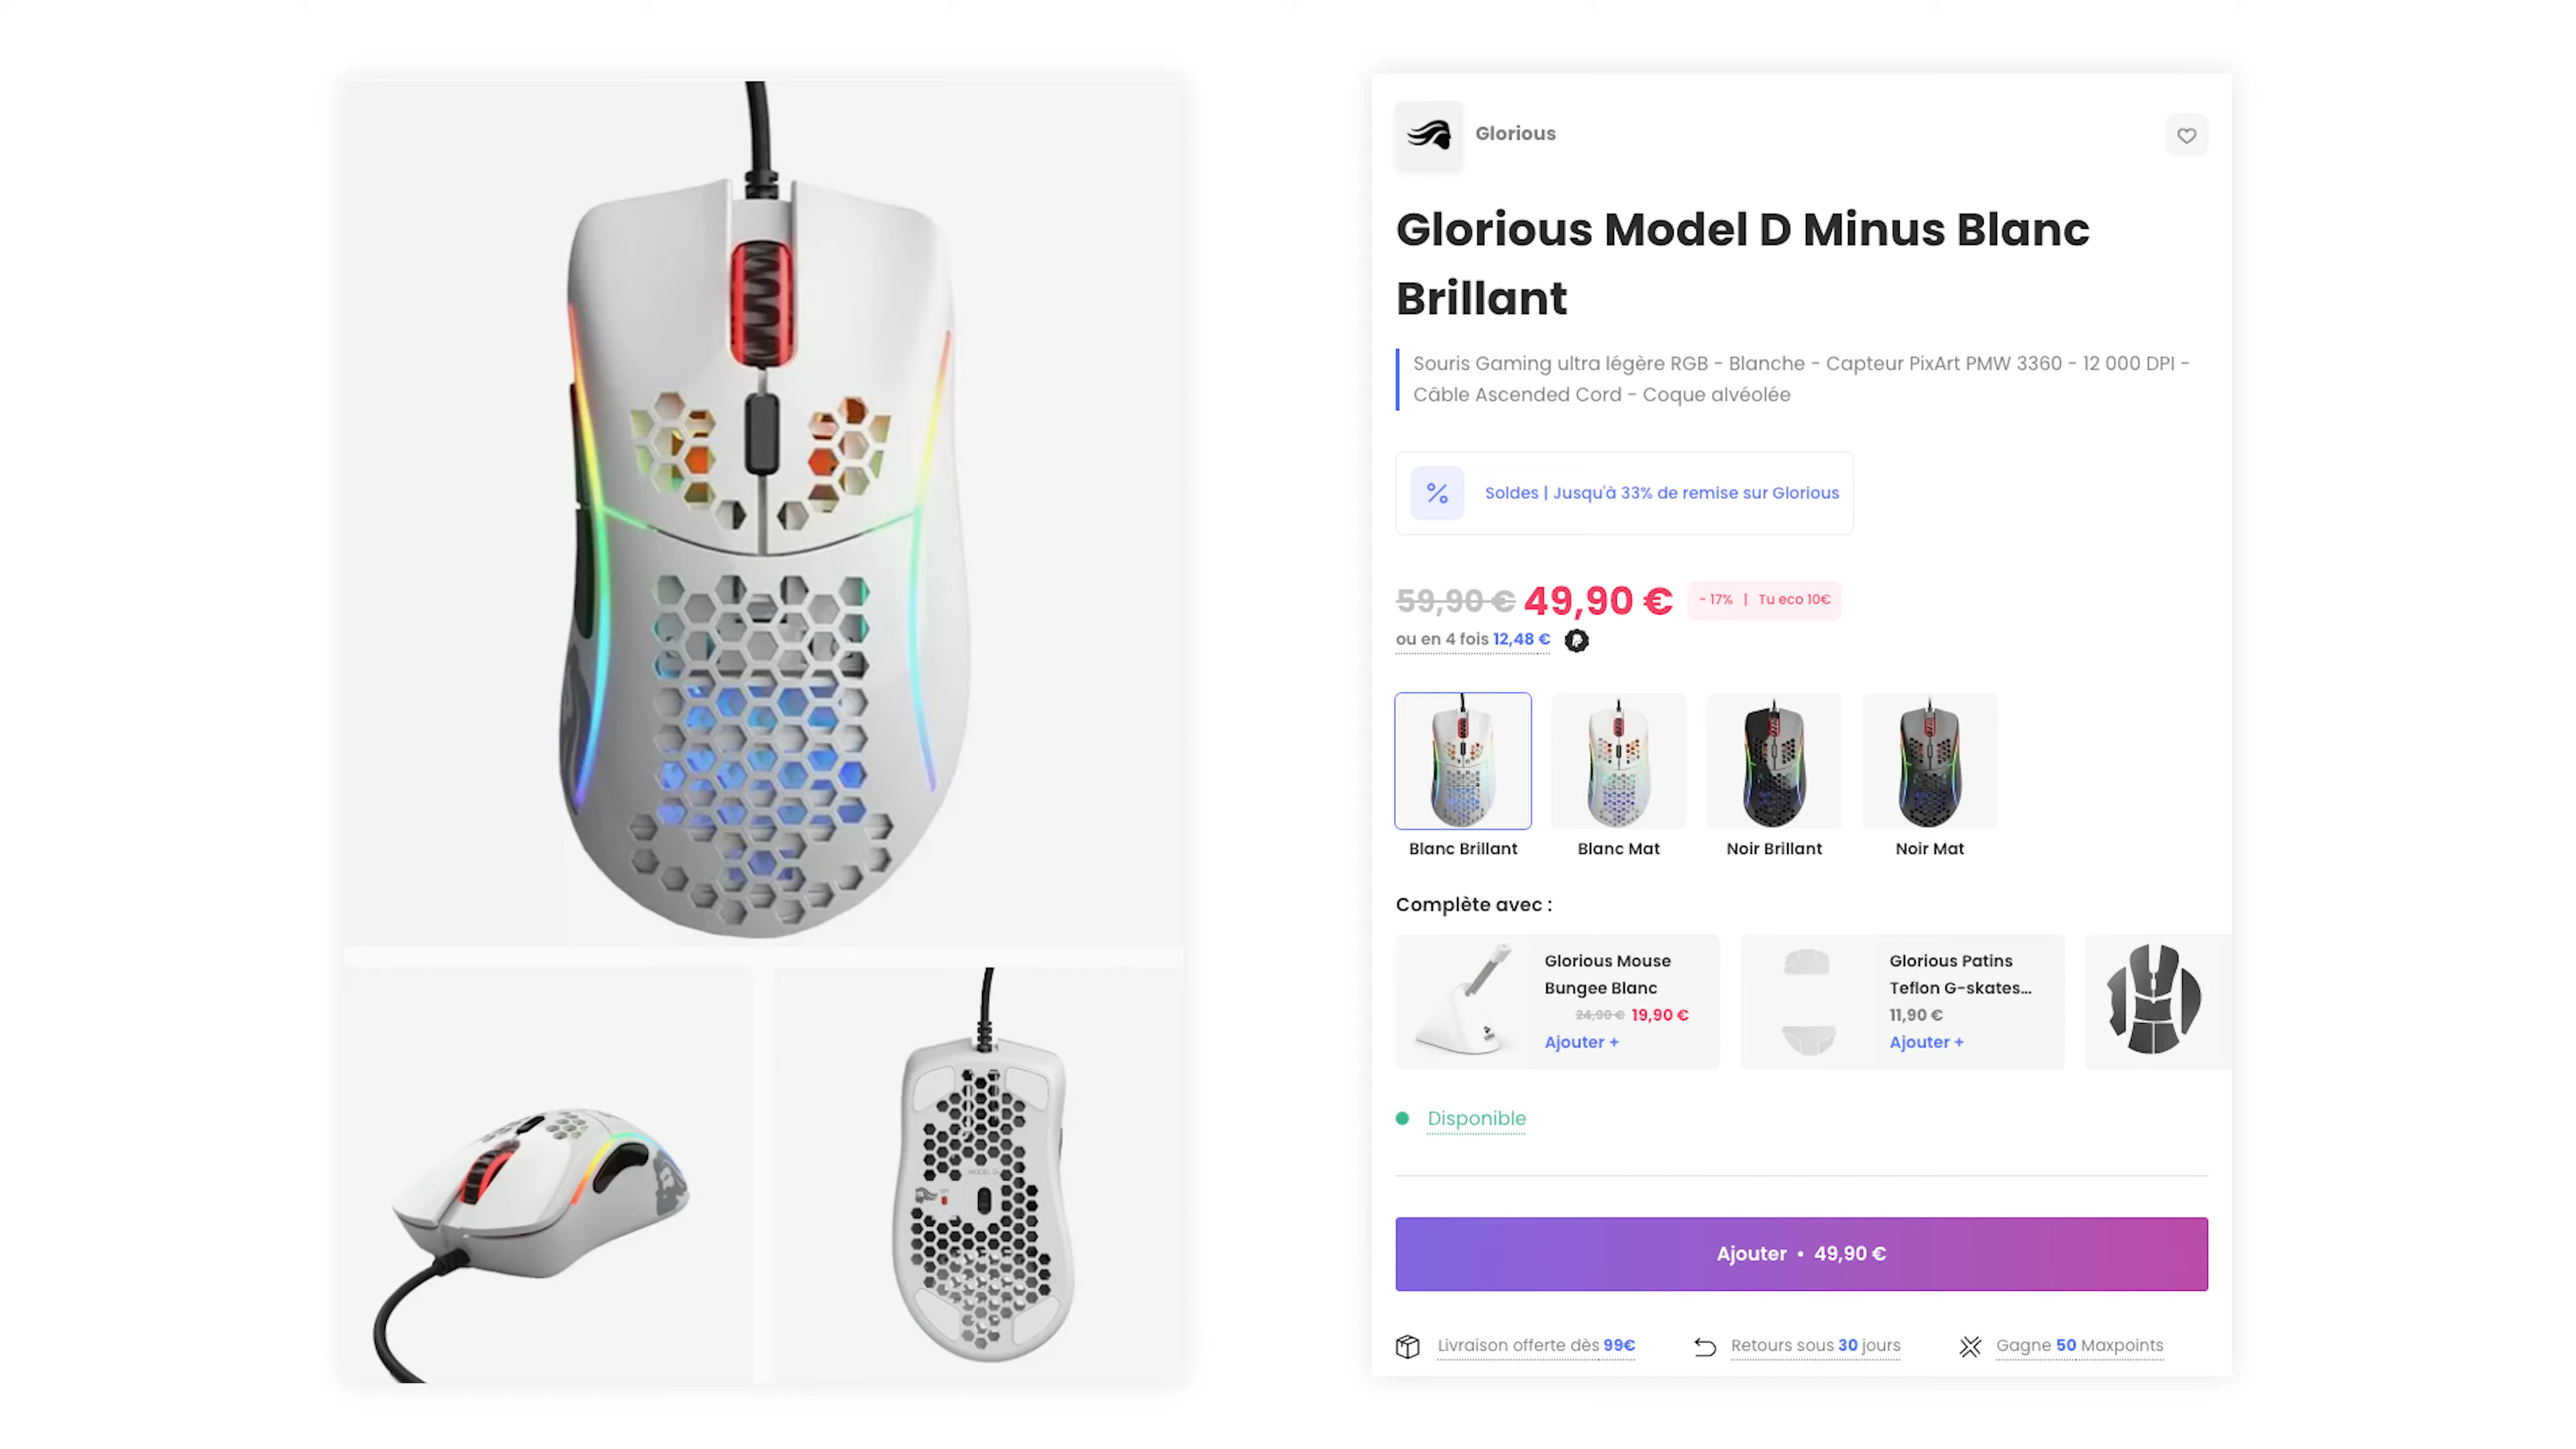 Glorious
Glorious Model D Minus Blanc
Brillant
Souris Gaming ultra légère RGB - Blanche - Capteur PixArt PMW 3360 - 12 000 DPI -
Câble Ascended Cord - Coque alvéolée
Soldes | Jusqu'à 33% de remise sur Glorious
59,90 € 49,90 € - 17% | Tu eco 10€
ou en 4 fois 12,48 €
Blanc Brillant
Blanc Mat
Noir Brillant
Noir Mat
Complète avec :
Glorious Mouse
Bungee Blanc
24,90 € 19,90 €
Ajouter +
Glorious Patins
Teflon G-skates...
11,90 €
Ajouter +
Disponible
Ajouter • 49,90 €
Livraison offerte dès 99€
Retours sous 30 jours
Gagne 50 Maxpoints